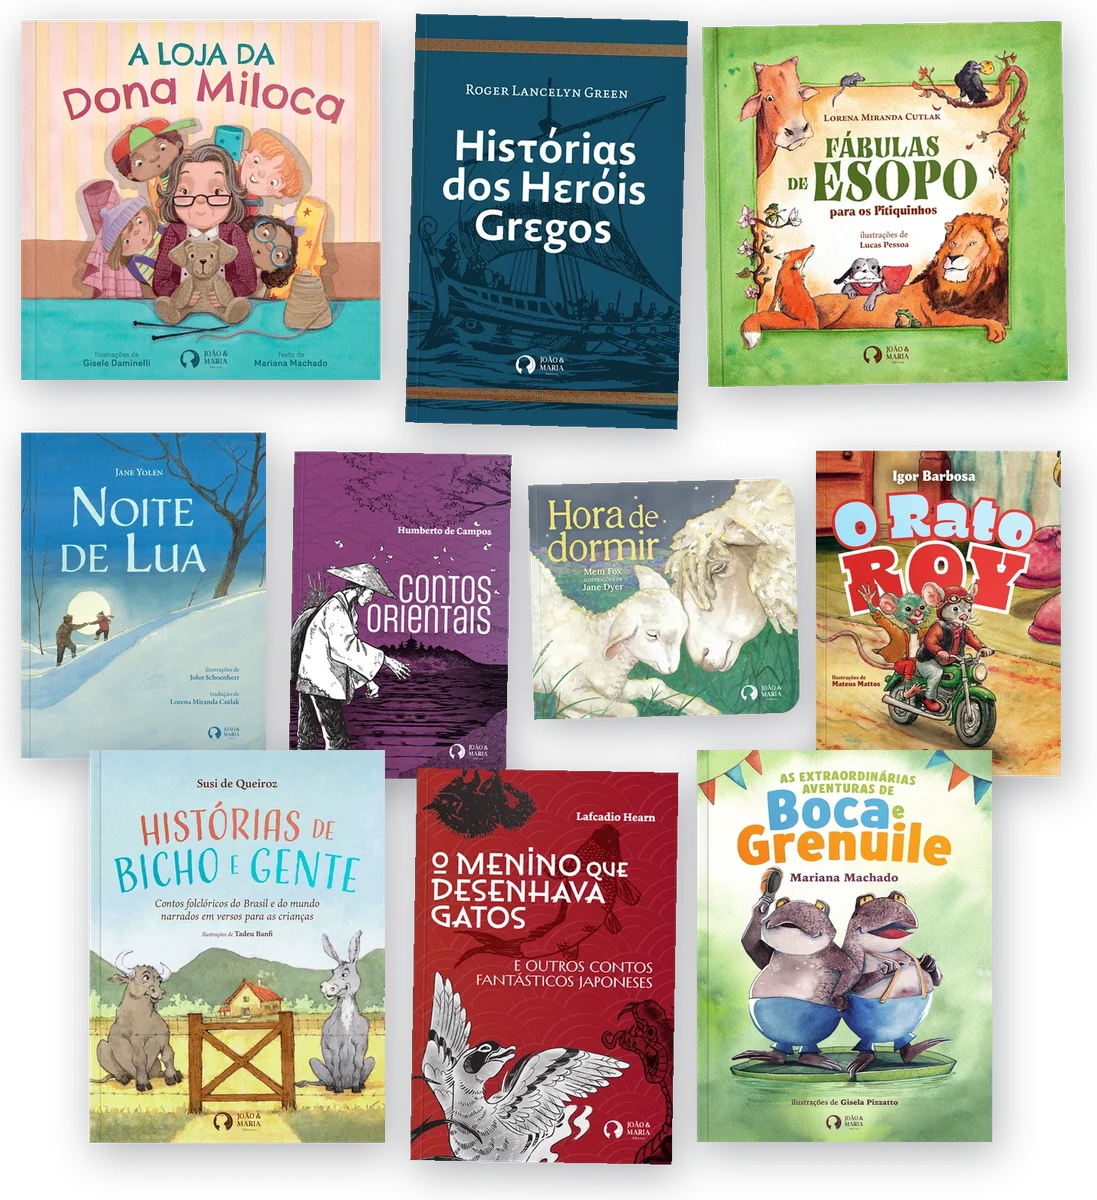 A LOJA DA
Dona Miloca
Ilustrações de
Gisele Daminelli
JOÃO &
MARIA
Texto de
Mariana Machado
ROGER LANCELYN GREEN
Histórias
dos Heróis
Gregos
JOÃO &
MARIA
LORENA MIRANDA CUTLAK
FÁBULAS
DE ESOPO
para os Pitiquinhos
ilustrações de
Lucas Pessoa
JOÃO &
MARIA
JANE YOLEN
NOITE
DE LUA
ilustrações de
John Schoenherr
tradução de
Lorena Miranda Cutlak
JOÃO &
MARIA
Humberto de Campos
CONTOS
ORIENTAIS
JOÃO &
MARIA
Hora de
dormir
Mem Fox
ILUSTRAÇÕES DE
Jane Dyer
JOÃO &
MARIA
Igor Barbosa
O Rato
ROY
Ilustrações de
Mateus Mattos
Susi de Queiroz
HISTÓRIAS DE
BICHO E GENTE
Contos folclóricos do Brasil e do mundo
narrados em versos para as crianças
Ilustrações de Tadeu Banfi
JOÃO &
MARIA
Lafcadio Hearn
O MENINO QUE
DESENHAVA
GATOS
E OUTROS CONTOS
FANTÁSTICOS JAPONESES
JOÃO &
MARIA
AS EXTRAORDINÁRIAS
AVENTURAS DE
Boca e
Grenuile
Mariana Machado
ilustrações de Gisela Pizzatto
JOÃO &
MARIA